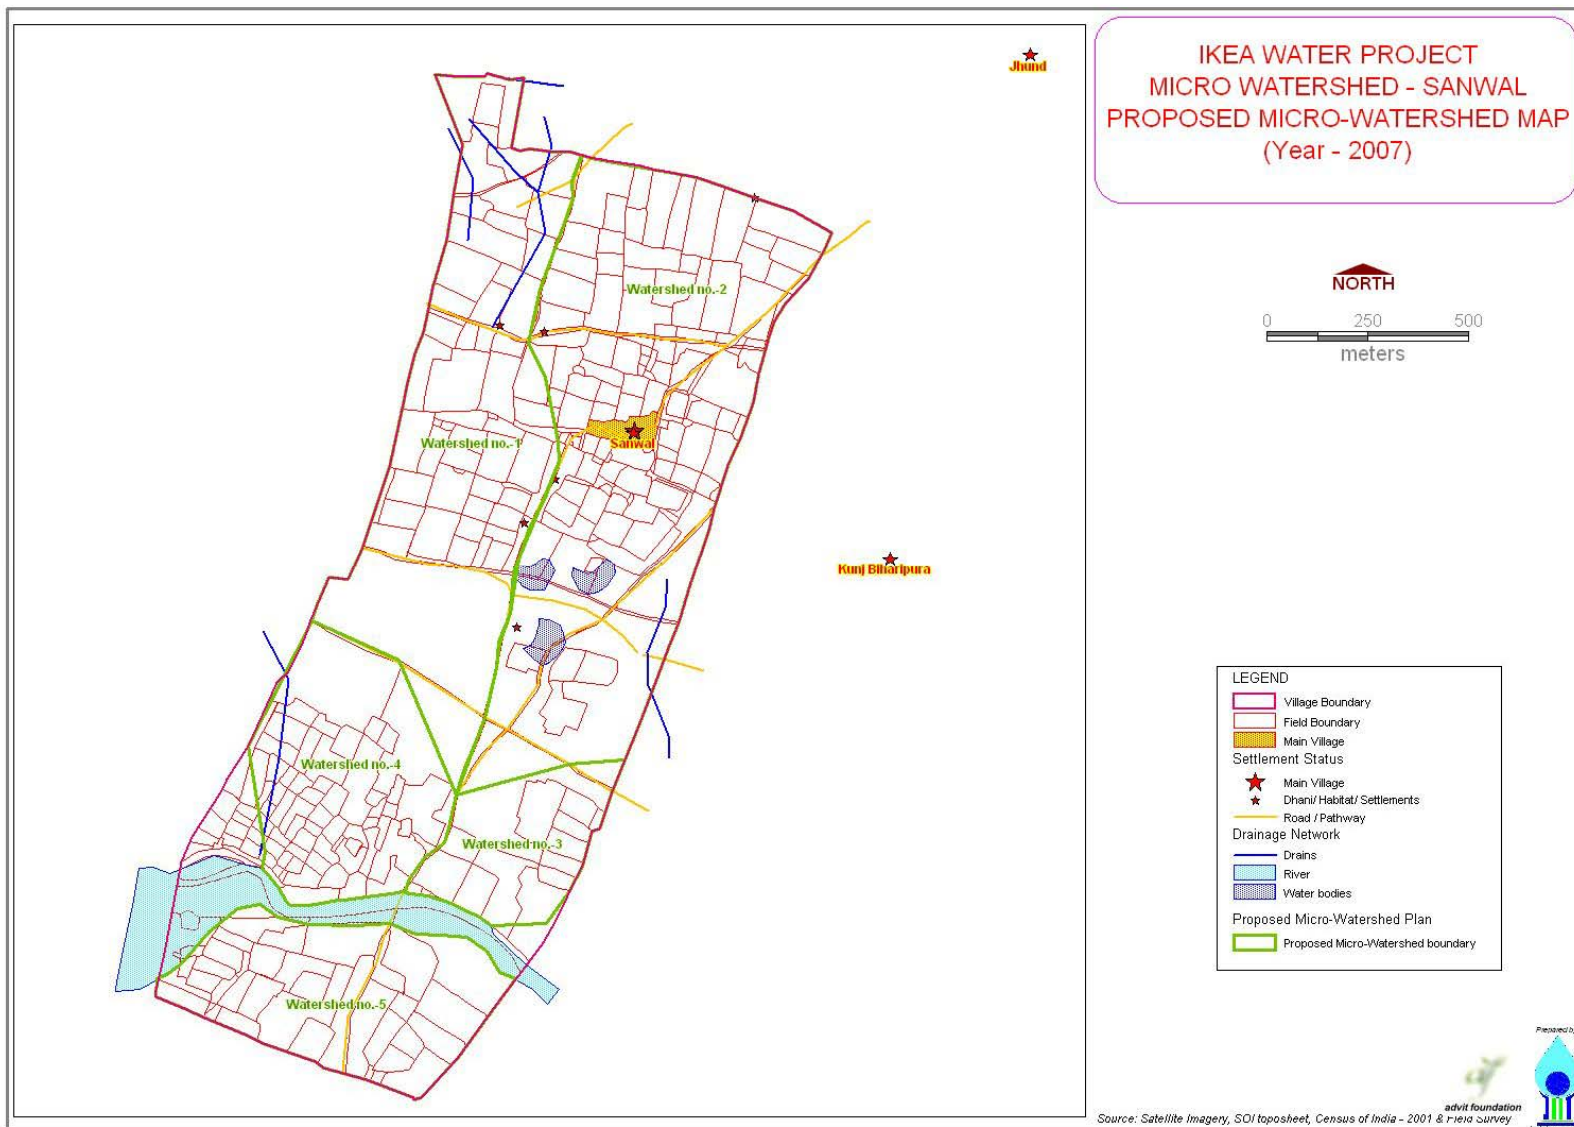 IKEA WATER PROJECT
MICRO WATERSHED - SANWAL
PROPOSED MICRO-WATERSHED MAP
(Year - 2007)
Jhund
Watershed no.-2
NORTH
0 250 500
meters
Watershed no.-1
Sanwal
Kunj Biharipura
Watershed no.-4
Watershed no.-3
Watershed no.-5
LEGEND
Village Boundary
Field Boundary
Main Village
Settlement Status
Main Village
Dhani/ Habitat/ Settlements
Road / Pathway
Drainage Network
Drains
River
Water bodies
Proposed Micro-Watershed Plan
Proposed Micro-Watershed boundary
Prepared by
advit foundation
Source: Satellite Imagery, SOI toposheet, Census of India - 2001 & Field Survey